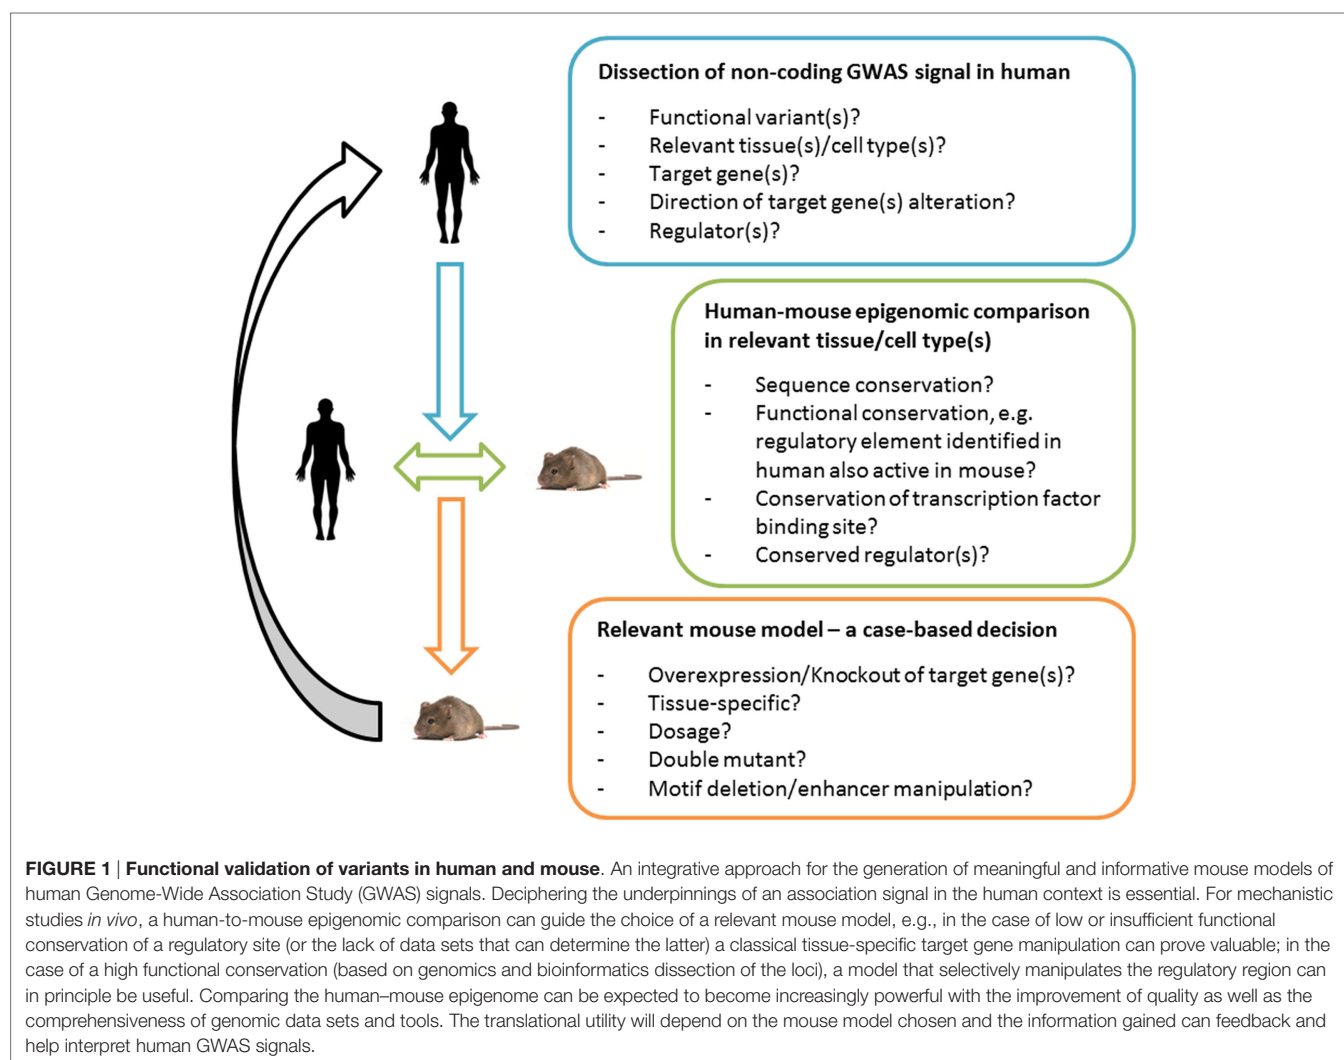 Dissection of non-coding GWAS signal in human
- Functional variant(s)?
- Relevant tissue(s)/cell type(s)?
- Target gene(s)?
- Direction of target gene(s) alteration?
- Regulator(s)?
Human-mouse epigenomic comparison
in relevant tissue/cell type(s)
- Sequence conservation?
- Functional conservation, e.g.
regulatory element identified in
human also active in mouse?
- Conservation of transcription factor
binding site?
- Conserved regulator(s)?
Relevant mouse model – a case-based decision
- Overexpression/Knockout of target gene(s)?
- Tissue-specific?
- Dosage?
- Double mutant?
- Motif deletion/enhancer manipulation?
FIGURE 1 | Functional validation of variants in human and mouse. An integrative approach for the generation of meaningful and informative mouse models of
human Genome-Wide Association Study (GWAS) signals. Deciphering the underpinnings of an association signal in the human context is essential. For mechanistic
studies in vivo, a human-to-mouse epigenomic comparison can guide the choice of a relevant mouse model, e.g., in the case of low or insufficient functional
conservation of a regulatory site (or the lack of data sets that can determine the latter) a classical tissue-specific target gene manipulation can prove valuable; in the
case of a high functional conservation (based on genomics and bioinformatics dissection of the loci), a model that selectively manipulates the regulatory region can
in principle be useful. Comparing the human–mouse epigenome can be expected to become increasingly powerful with the improvement of quality as well as the
comprehensiveness of genomic data sets and tools. The translational utility will depend on the mouse model chosen and the information gained can feedback and
help interpret human GWAS signals.